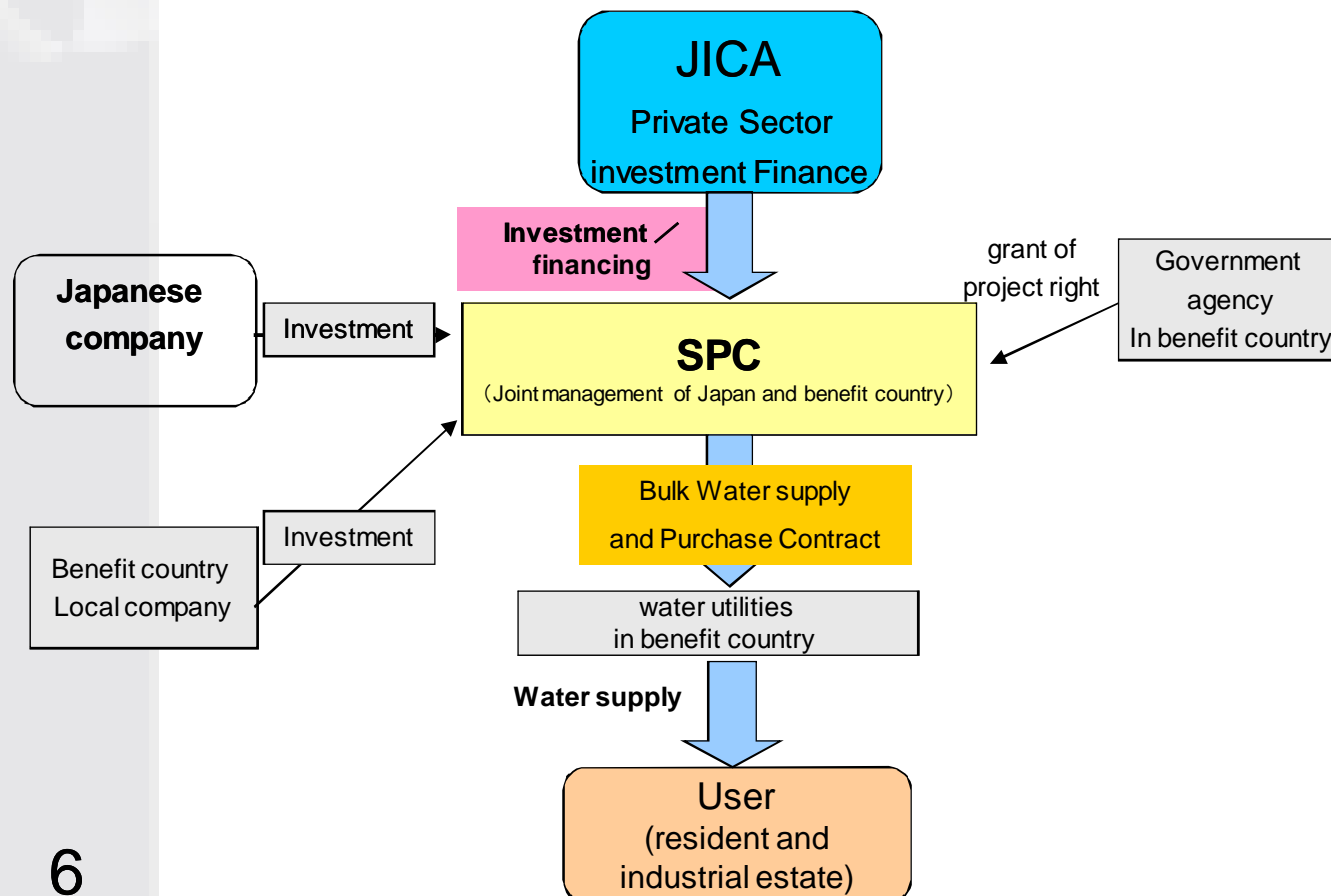 JICA
Private Sector
investment Finance
Investment ／
financing
grant of
project right
Government
agency
In benefit country
Japanese
company
Investment
SPC
（Joint management of Japan and benefit country）
Bulk Water supply
and Purchase Contract
Investment
Benefit country
Local company
water utilities
in benefit country
Water supply
User
(resident and
industrial estate)
6